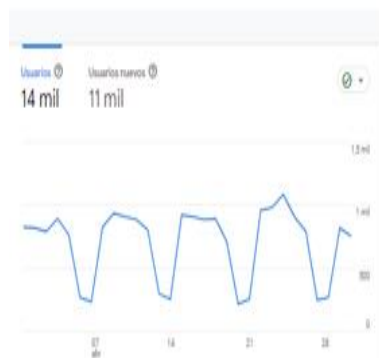 Usuarios
Usuarios nuevos
14 mil
11 mil
1,5 mil
1 mil
500
0
07
abr
14
21
28